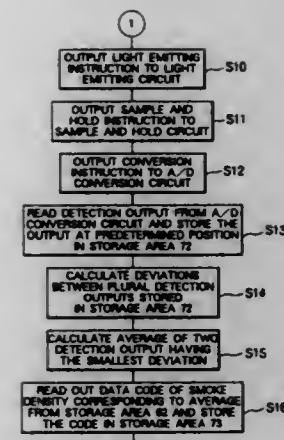 1
OUTPUT LIGHT EMITTING
INSTRUCTION TO LIGHT
EMITTING CIRCUIT
S10
OUTPUT SAMPLE AND
HOLD INSTRUCTION TO
SAMPLE AND HOLD CIRCUIT
S11
OUTPUT CONVERSION
INSTRUCTION TO A/D
CONVERSION CIRCUIT
S12
READ DETECTION OUTPUT FROM A/D
CONVERSION CIRCUIT AND STORE THE
OUTPUT AT PREDETERMINED POSITION
IN STORAGE AREA 72
S13
CALCULATE DEVIATIONS
BETWEEN PLURAL DETECTION
OUTPUTS STORED
IN STORAGE AREA 72
S14
CALCULATE AVERAGE OF TWO
DETECTION OUTPUT HAVING
THE SMALLEST DEVIATION
S15
READ OUT DATA CODE OF SMOKE
DENSITY CORRESPONDING TO AVERAGE
FROM STORAGE AREA 62 AND STORE
THE CODE IN STORAGE AREA 73
S16